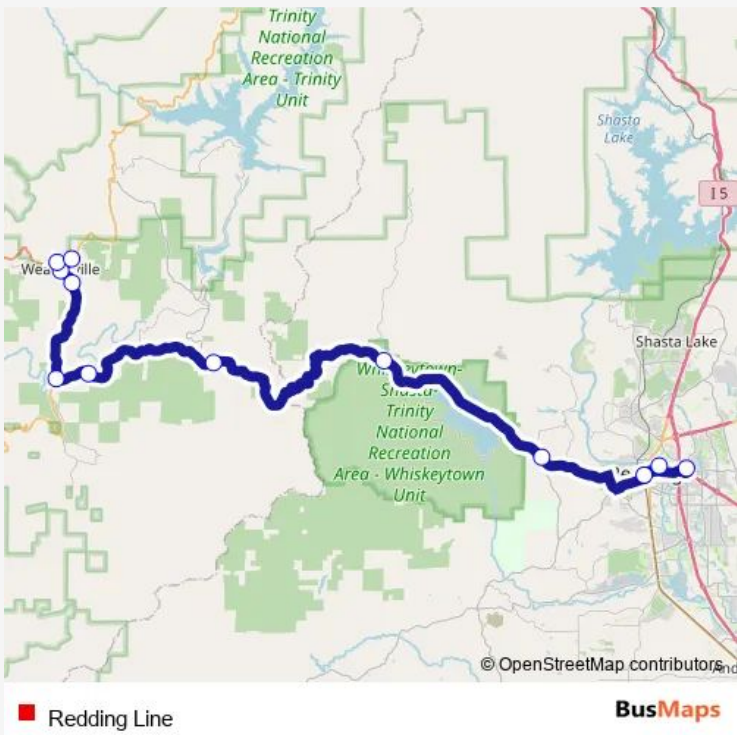 Trinity
National
Recreation
Area - Trinity
Unit
Shasta
Lake
I 5
Shasta Lake
Whiskeytown-
Shasta-
Trinity
National
Recreation
Area - Whiskeytown
Unit
© OpenStreetMap contributors
Redding Line
BusMaps